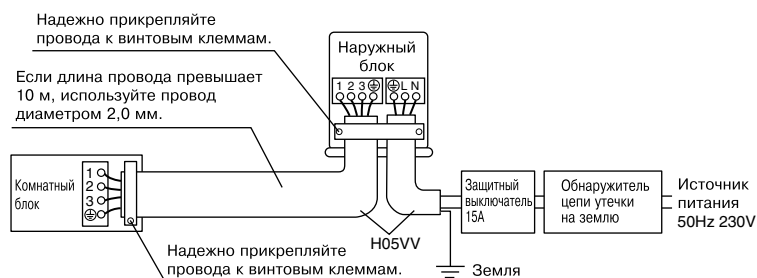 Надежно прикрепляйте
провода к винтовым клеммам.
Если длина провода превышает
10 м, используйте провод
диаметром 2,0 мм.
Наружный
блок
1 2 3 L N
Комнатный
блок
1
2
3
Защитный
выключатель
15A
Обнаружитель
цепи утечки
на землю
Источник
питания
50Hz 230V
H05VV
Надежно прикрепляйте
провода к винтовым клеммам.
Земля